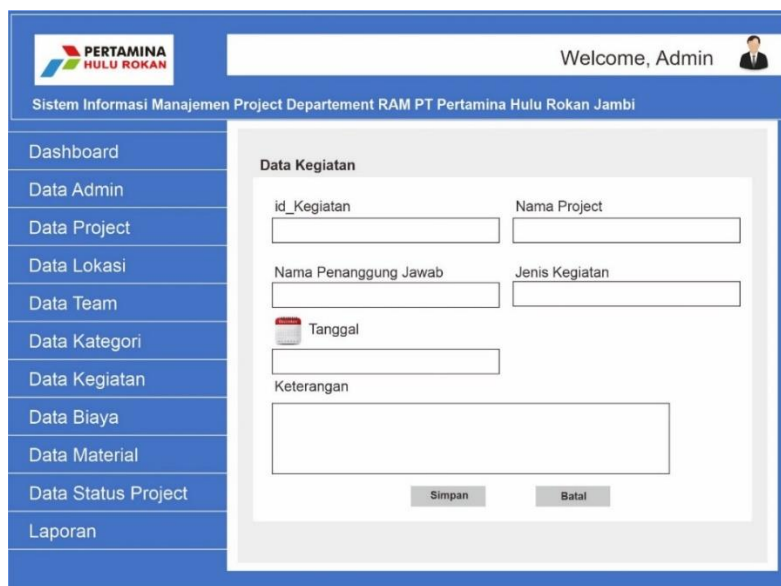 PERTAMINA
HULU ROKAN
Welcome, Admin
Sistem Informasi Manajemen Project Departement RAM PT Pertamina Hulu Rokan Jambi
Dashboard
Data Admin
Data Project
Data Lokasi
Data Team
Data Kategori
Data Kegiatan
Data Biaya
Data Material
Data Status Project
Laporan
Data Kegiatan
id_Kegiatan
Nama Project
Nama Penanggung Jawab
Jenis Kegiatan
Tanggal
Keterangan
Simpan
Batal